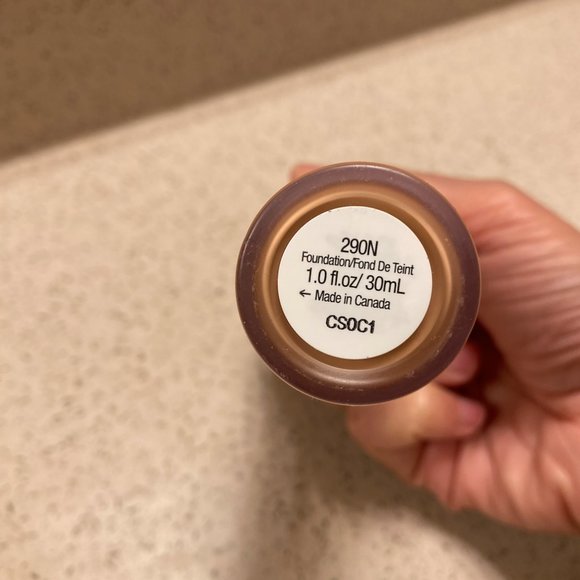 290N
Foundation/Fond De Teint
1.0 fl.oz/ 30mL
← Made in Canada
CS0C1